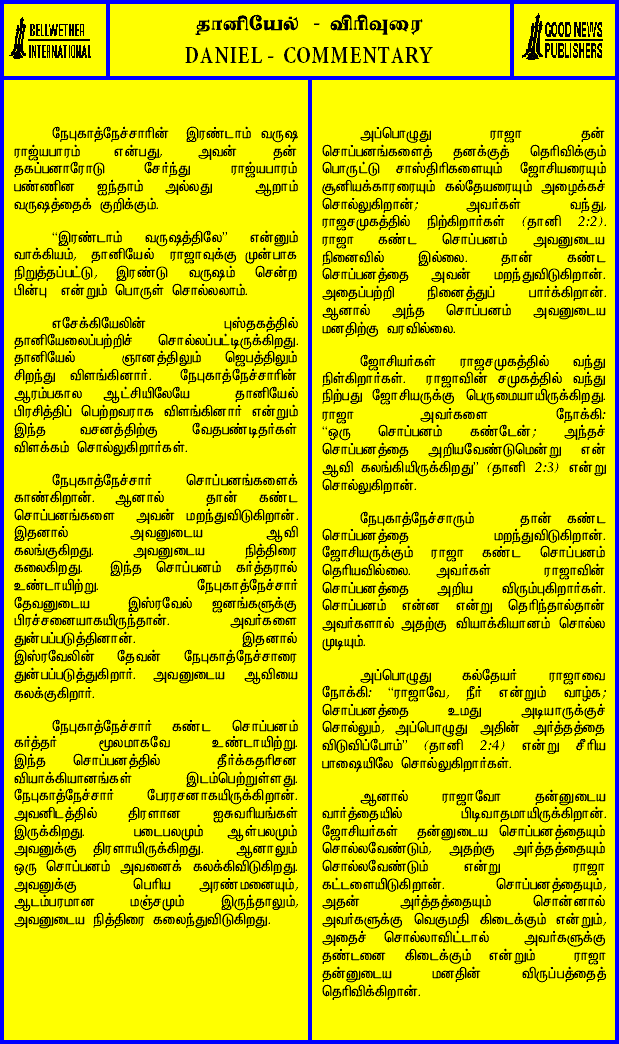 BELLWETHER
INTERNATIONAL
தானியேல் - விரிவுரை
DANIEL - COMMENTARY
GOOD NEWS
PUBLISHERS
நேபுகாத்நேச்சாரின் இரண்டாம் வருஷ
ராஜ்யபாரம் என்பது, அவன் தன்
தகப்பனாரோடு சேர்ந்து ராஜ்யபாரம்
பண்ணின ஐந்தாம் அல்லது ஆறாம்
வருஷத்தைக் குறிக்கும்.
“இரண்டாம் வருஷத்திலே” என்னும்
வாக்கியம், தானியேல் ராஜாவுக்கு முன்பாக
நிறுத்தப்பட்டு, இரண்டு வருஷம் சென்ற
பின்பு என்றும் பொருள் சொல்லலாம்.
எசேக்கியேலின் புஸ்தகத்தில்
தானியேலைப்பற்றிச் சொல்லப்பட்டிருக்கிறது.
தானியேல் ஞானத்திலும் ஜெபத்திலும்
சிறந்து விளங்கினார். நேபுகாத்நேச்சாரின்
ஆரம்பகால ஆட்சியிலேயே தானியேல்
பிரசித்திப் பெற்றவராக விளங்கினார் என்றும்
இந்த வசனத்திற்கு வேதபண்டிதர்கள்
விளக்கம் சொல்லுகிறார்கள்.
நேபுகாத்நேச்சார் சொப்பனங்களைக்
காண்கிறான். ஆனால் தான் கண்ட
சொப்பனங்களை அவன் மறந்துவிடுகிறான்.
இதனால் அவனுடைய ஆவி
கலங்குகிறது. அவனுடைய நித்திரை
கலைகிறது. இந்த சொப்பனம் கர்த்தரால்
உண்டாயிற்று. நேபுகாத்நேச்சார்
தேவனுடைய இஸ்ரவேல் ஜனங்களுக்கு
பிரச்சனையாகயிருந்தான். அவர்களை
துன்பப்படுத்தினான். இதனால்
இஸ்ரவேலின் தேவன் நேபுகாத்நேச்சாரை
துன்பப்படுத்துகிறார். அவனுடைய ஆவியை
கலக்குகிறார்.
நேபுகாத்நேச்சார் கண்ட சொப்பனம்
கர்த்தர் மூலமாகவே உண்டாயிற்று.
இந்த சொப்பனத்தில் தீர்க்கதரிசன
வியாக்கியானங்கள் இடம்பெற்றுள்ளது.
நேபுகாத்நேச்சார் பேரரசனாகயிருக்கிறான்.
அவனிடத்தில் திரளான ஐசுவரியங்கள்
இருக்கிறது. படைபலமும் ஆள்பலமும்
அவனுக்கு திரளாயிருக்கிறது. ஆனாலும்
ஒரு சொப்பனம் அவனைக் கலக்கிவிடுகிறது.
அவனுக்கு பெரிய அரண்மனையும்,
ஆடம்பரமான மஞ்சமும் இருந்தாலும்,
அவனுடைய நித்திரை கலைந்துவிடுகிறது.
அப்பொழுது ராஜா தன்
சொப்பனங்களைத் தனக்குத் தெரிவிக்கும்
பொருட்டு சாஸ்திரிகளையும் ஜோசியரையும்
சூனியக்காரரையும் கல்தேயரையும் அழைக்கச்
சொல்லுகிறான்; அவர்கள் வந்து,
ராஜசமுகத்தில் நிற்கிறார்கள் (தானி 2:2).
ராஜா கண்ட சொப்பனம் அவனுடைய
நினைவில் இல்லை. தான் கண்ட
சொப்பனத்தை அவன் மறந்துவிடுகிறான்.
அதைப்பற்றி நினைத்துப் பார்க்கிறான்.
ஆனால் அந்த சொப்பனம் அவனுடைய
மனதிற்கு வரவில்லை.
ஜோசியர்கள் ராஜசமுகத்தில் வந்து
நிள்கிறார்கள். ராஜாவின் சமுகத்தில் வந்து
நிற்பது ஜோசியருக்கு பெருமையாயிருக்கிறது.
ராஜா அவர்களை நோக்கி:
“ஒரு சொப்பனம் கண்டேன்; அந்தச்
சொப்பனத்தை அறியவேண்டுமென்று என்
ஆவி கலங்கியிருக்கிறது” (தானி 2:3) என்று
சொல்லுகிறான்.
நேபுகாத்நேச்சாரும் தான் கண்ட
சொப்பனத்தை மறந்துவிடுகிறான்.
ஜோசியருக்கும் ராஜா கண்ட சொப்பனம்
தெரியவில்லை. அவர்கள் ராஜாவின்
சொப்பனத்தை அறிய விரும்புகிறார்கள்.
சொப்பனம் என்ன என்று தெரிந்தால்தான்
அவர்களால் அதற்கு வியாக்கியானம் சொல்ல
முடியும்.
அப்பொழுது கல்தேயர் ராஜாவை
நோக்கி: “ராஜாவே, நீர் என்றும் வாழ்க;
சொப்பனத்தை உமது அடியாருக்குச்
சொல்லும், அப்பொழுது அதின் அர்த்தத்தை
விடுவிப்போம்” (தானி 2:4) என்று சீரிய
பாஷையிலே சொல்லுகிறார்கள்.
ஆனால் ராஜாவோ தன்னுடைய
வார்த்தையில் பிடிவாதமாயிருக்கிறான்.
ஜோசியர்கள் தன்னுடைய சொப்பனத்தையும்
சொல்லவேண்டும், அதற்கு அர்த்தத்தையும்
சொல்லவேண்டும் என்று ராஜா
கட்டளையிடுகிறான். சொப்பனத்தையும்,
அதன் அர்த்தத்தையும் சொன்னால்
அவர்களுக்கு வெகுமதி கிடைக்கும் என்றும்,
அதைச் சொல்லாவிட்டால் அவர்களுக்கு
தண்டனை கிடைக்கும் என்றும் ராஜா
தன்னுடைய மனதின் விருப்பத்தைத்
தெரிவிக்கிறான்.